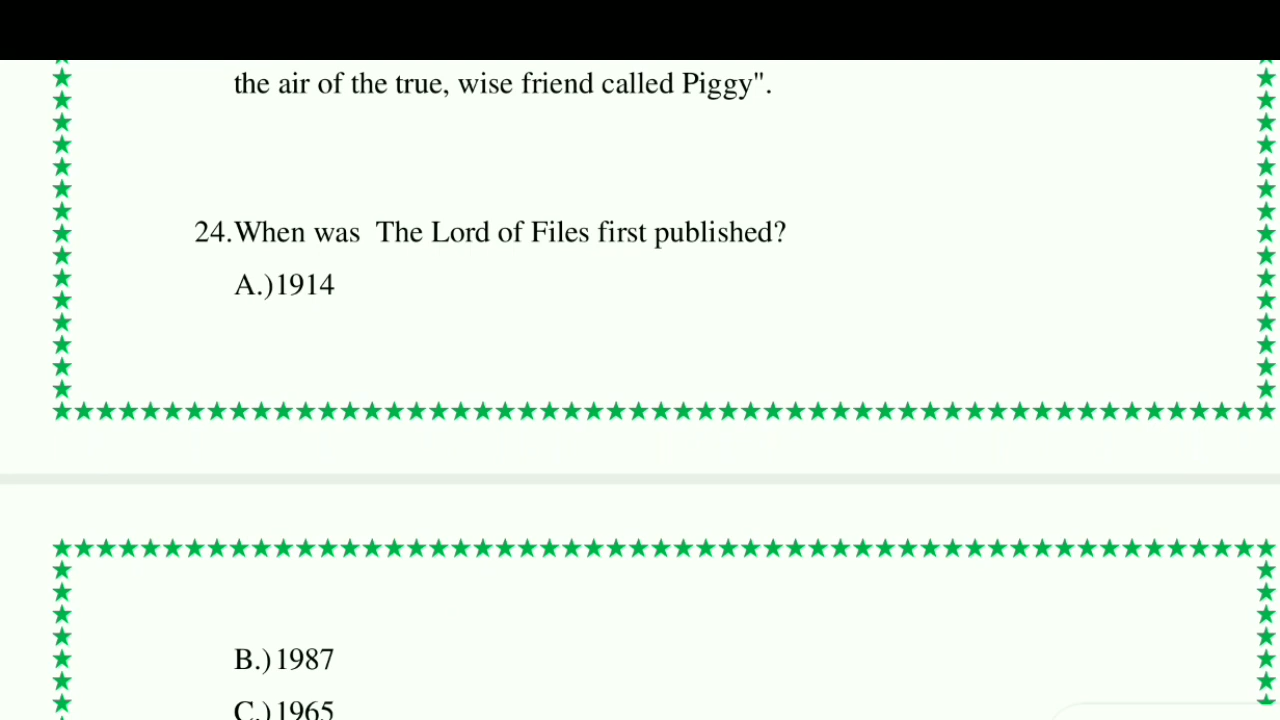 the air of the true, wise friend called Piggy".
24.When was The Lord of Files first published?
A.)1914
B.)1987
C.)1965